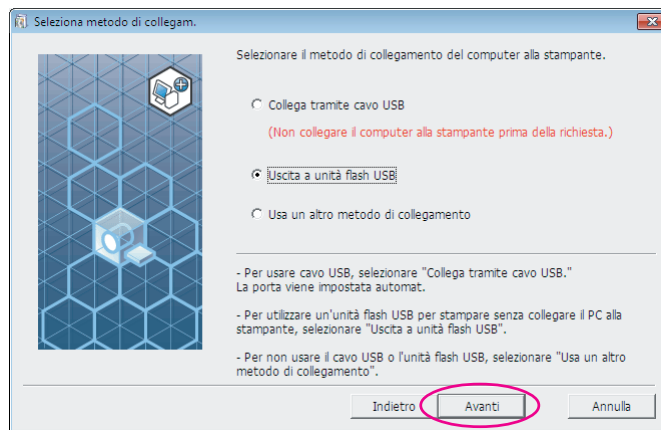 Seleziona metodo di collegam.
Selezionare il metodo di collegamento del computer alla stampante.
Collega tramite cavo USB
(Non collegare il computer alla stampante prima della richiesta.)
Uscita a unità flash USB
Usa un altro metodo di collegamento
- Per usare cavo USB, selezionare "Collega tramite cavo USB."
La porta viene impostata automat.
- Per utilizzare un'unità flash USB per stampare senza collegare il PC alla
stampante, selezionare "Uscita a unità flash USB".
- Per non usare il cavo USB o l'unità flash USB, selezionare "Usa un altro
metodo di collegamento".
Indietro Avanti Annulla